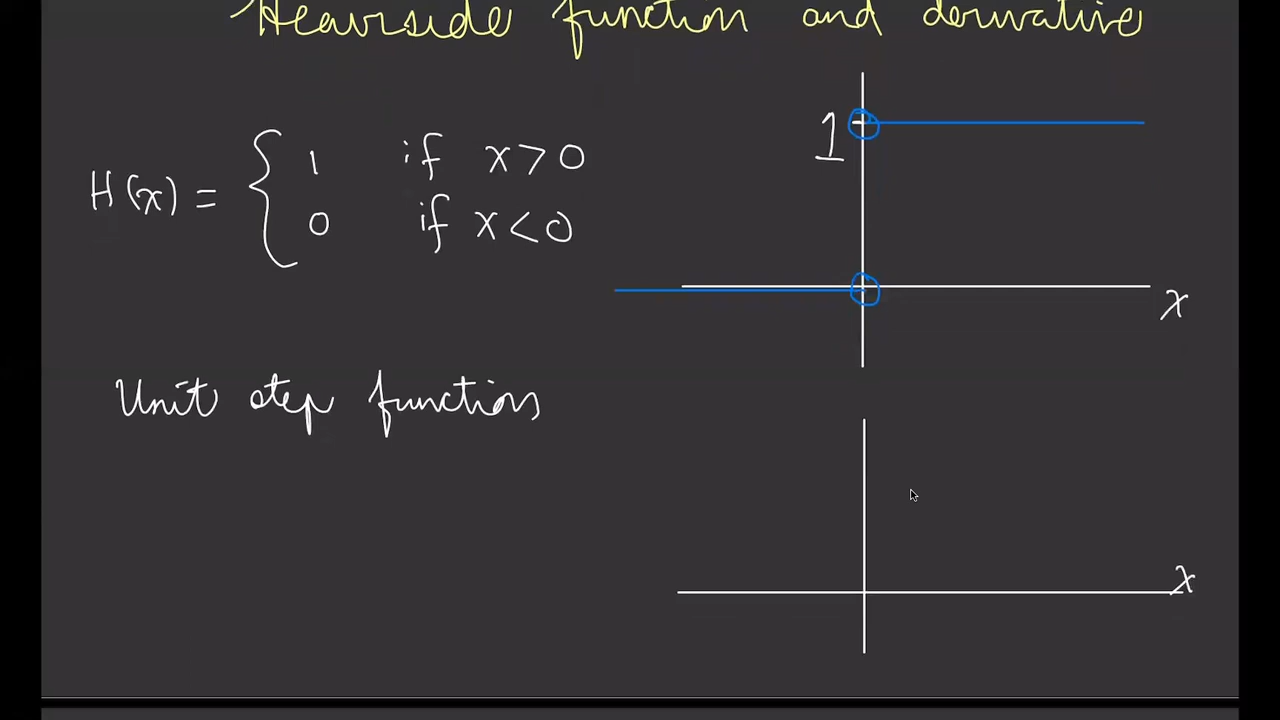 Heaviside function and derivative
H(x) = { 1 if x > 0
0 if x < 0
1
x
Unit step function
x